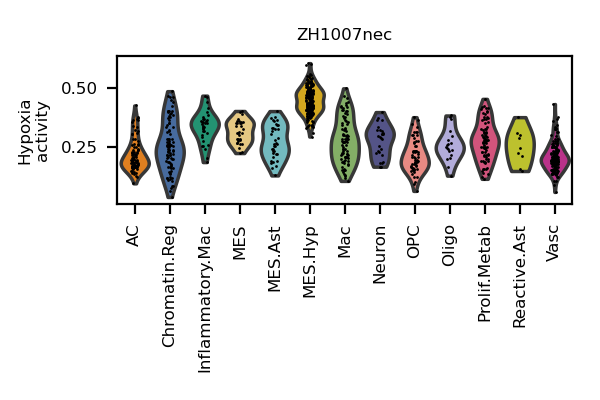 ZH1007nec
Hypoxia
activity
0.50
0.25
AC
Chromatin.Reg
Inflammatory.Mac
MES
MES.Ast
MES.Hyp
Mac
Neuron
OPC
Oligo
Prolif.Metab
Reactive.Ast
Vasc